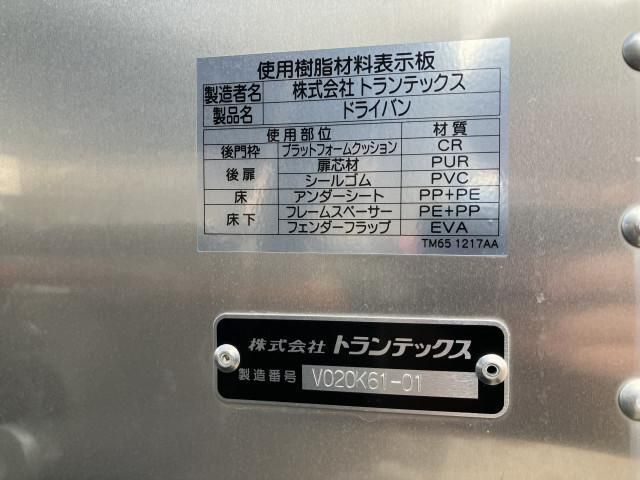 使用樹脂材料表示板
製造者名 株式会社 トランテックス
製品名 ドライバン
使用部位 材質
後門枠 プラットフォームクッション CR
後扉 扉芯材 PUR
シールゴム PVC
床 アンダーシート PP+PE
床下 フレームスペーサー PE+PP
フェンダーフラップ EVA
TM65 1217AA
株式会社 トランテックス
製造番号 V020K61-01